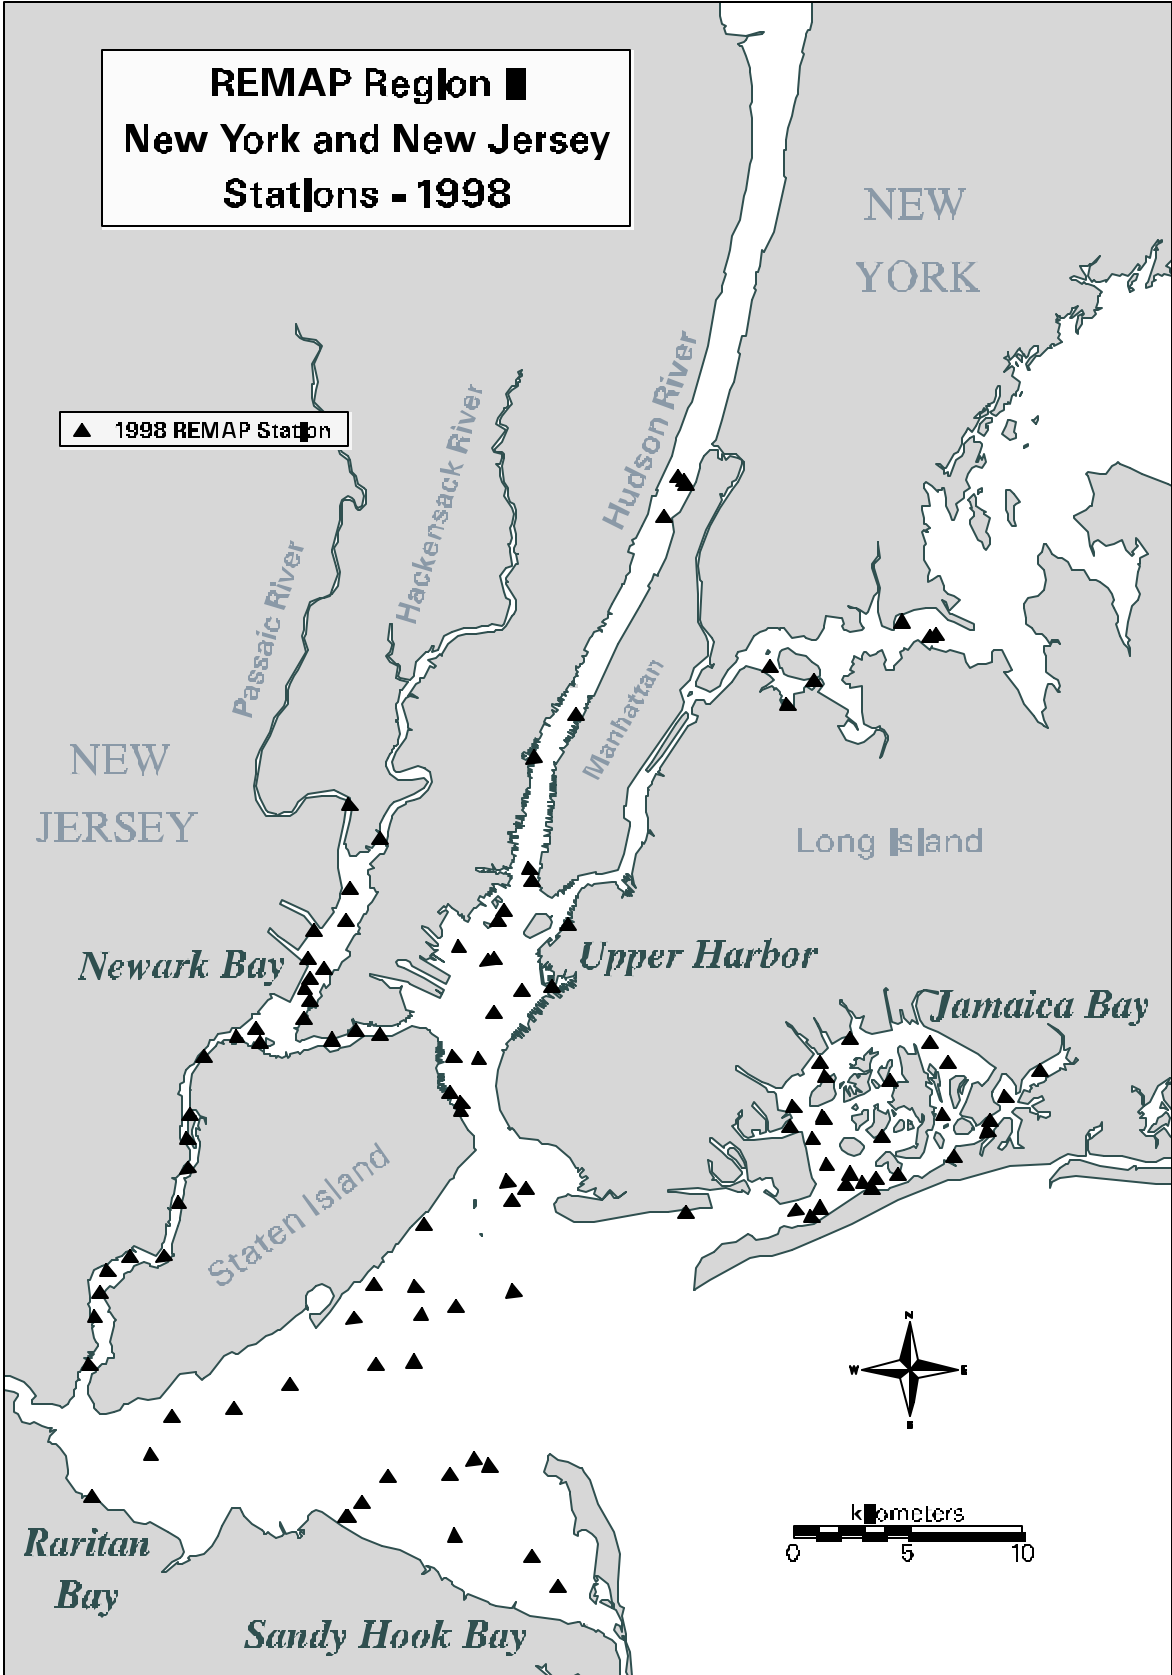 REMAP Region II
New York and New Jersey
Stations - 1998
NEW
YORK
1998 REMAP Station
Hudson River
Hackensack River
Passaic River
Manhattan
NEW
JERSEY
Long Island
Newark Bay
Upper Harbor
Jamaica Bay
Staten Island
N
W
E
kilometers
0 5 10
Raritan
Bay
Sandy Hook Bay